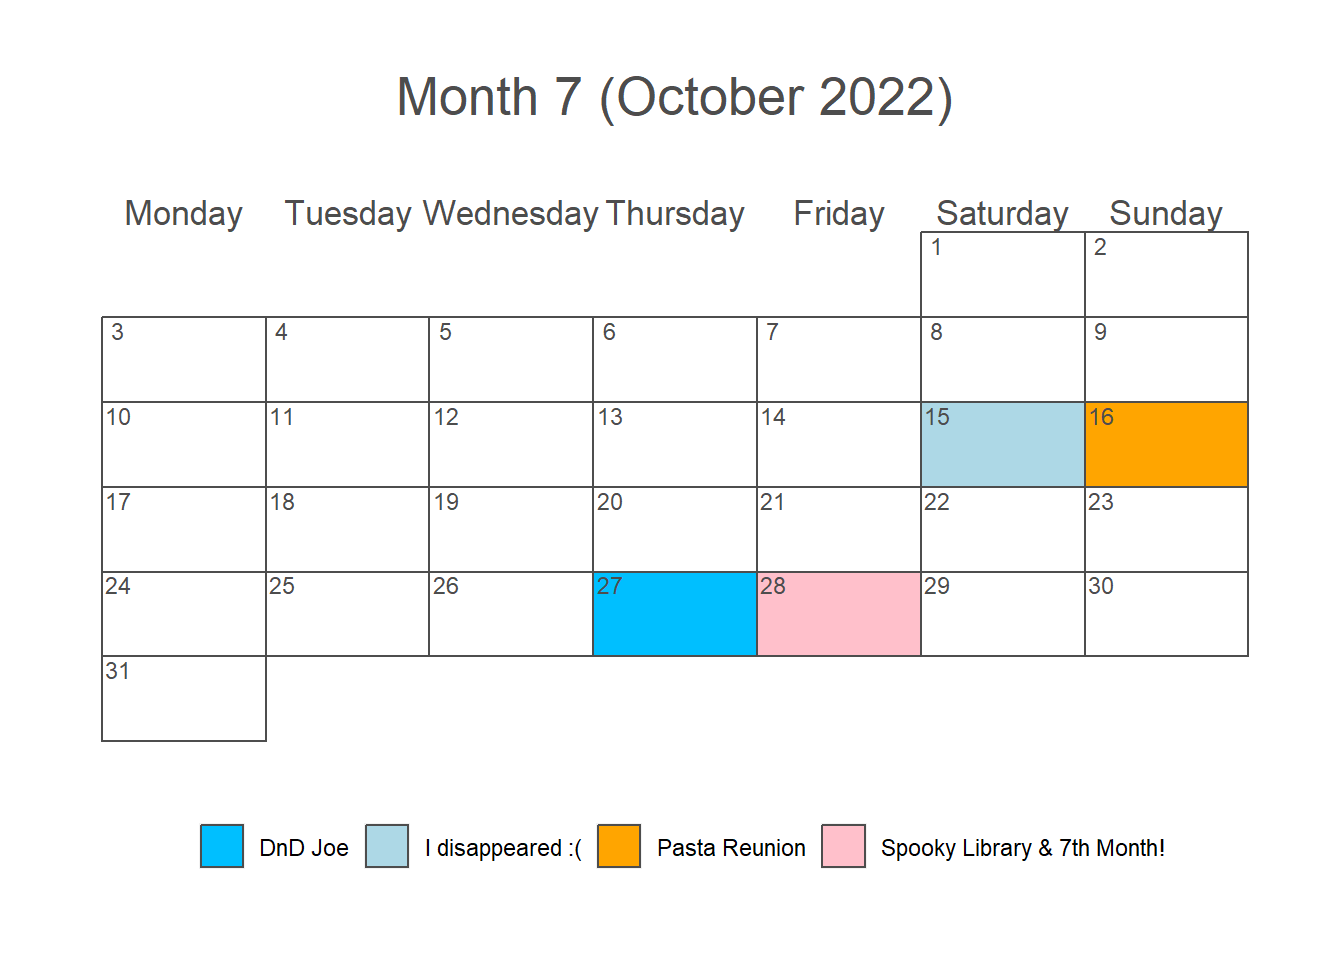 Month 7 (October 2022)
Monday Tuesday Wednesday Thursday Friday Saturday Sunday
1 2
3 4 5 6 7 8 9
10 11 12 13 14 15 16
17 18 19 20 21 22 23
24 25 26 27 28 29 30
31
DnD Joe I disappeared :( Pasta Reunion Spooky Library & 7th Month!